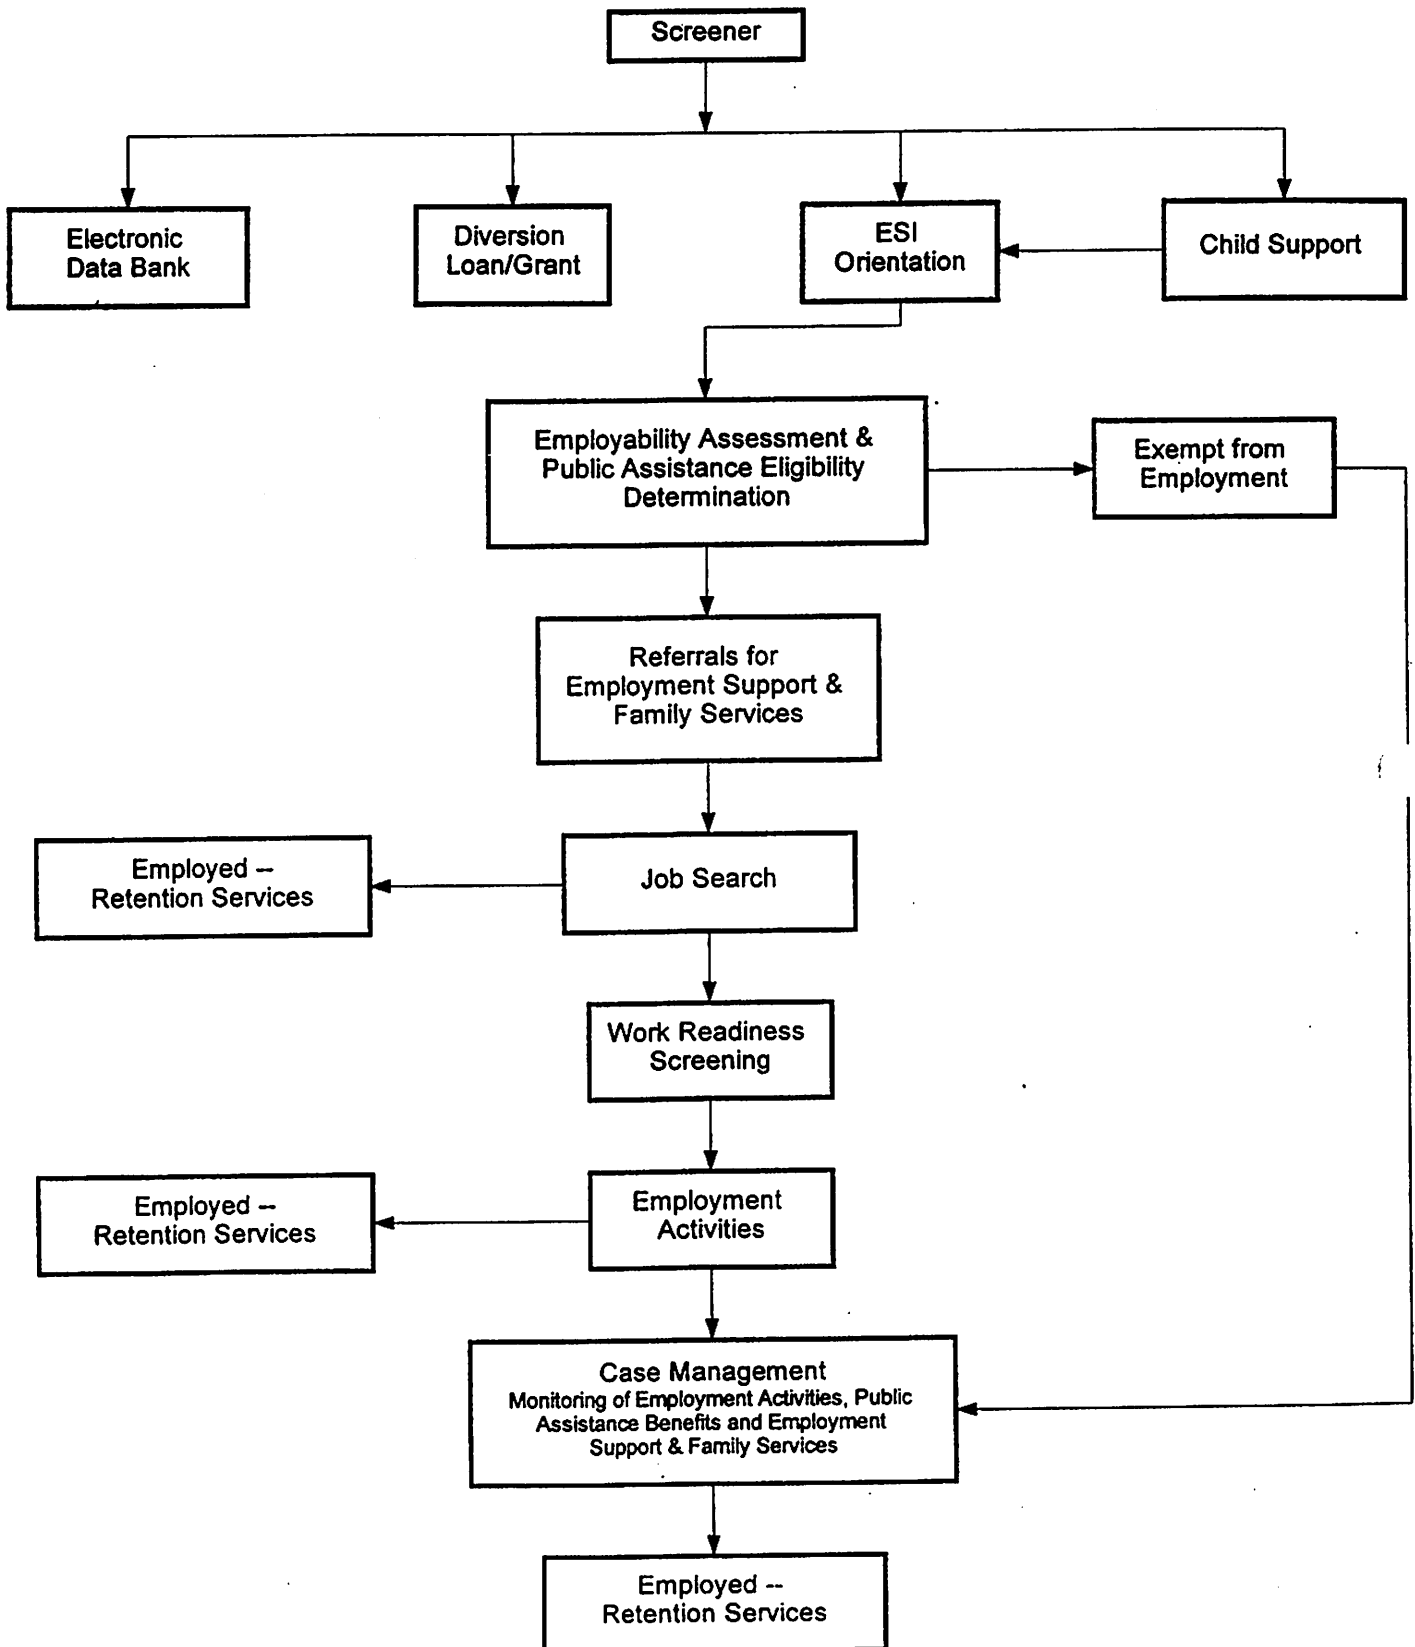 Screener
Electronic
Data Bank
Diversion
Loan/Grant
ESI
Orientation
Child Support
Employability Assessment &
Public Assistance Eligibility
Determination
Exempt from
Employment
Referrals for
Employment Support &
Family Services
Employed --
Retention Services
Job Search
Work Readiness
Screening
Employed --
Retention Services
Employment
Activities
Case Management
Monitoring of Employment Activities, Public
Assistance Benefits and Employment
Support & Family Services
Employed --
Retention Services